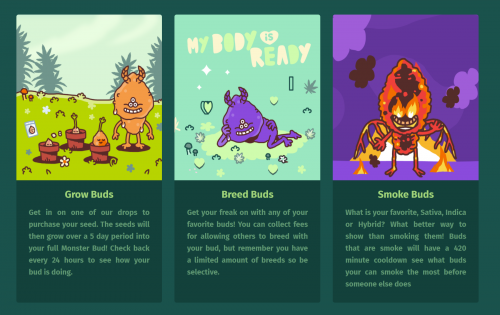 MY BODY is
READY
Grow Buds
Get in on one of our drops to
purchase your seed. The seeds will
then grow over a 5 day period into
your full Monster Bud! Check back
every 24 hours to see how your
bud is doing.
Breed Buds
Get your freak on with any of your
favorite buds! You can collect fees
for allowing others to breed with
your bud, but remember you have
a limited amount of breeds so be
selective.
Smoke Buds
What is your favorite, Sativa, Indica
or Hybrid? What better way to
show than smoking them! Buds
that are smoke will have a 420
minute cooldown see what buds
your can smoke the most before
someone else does